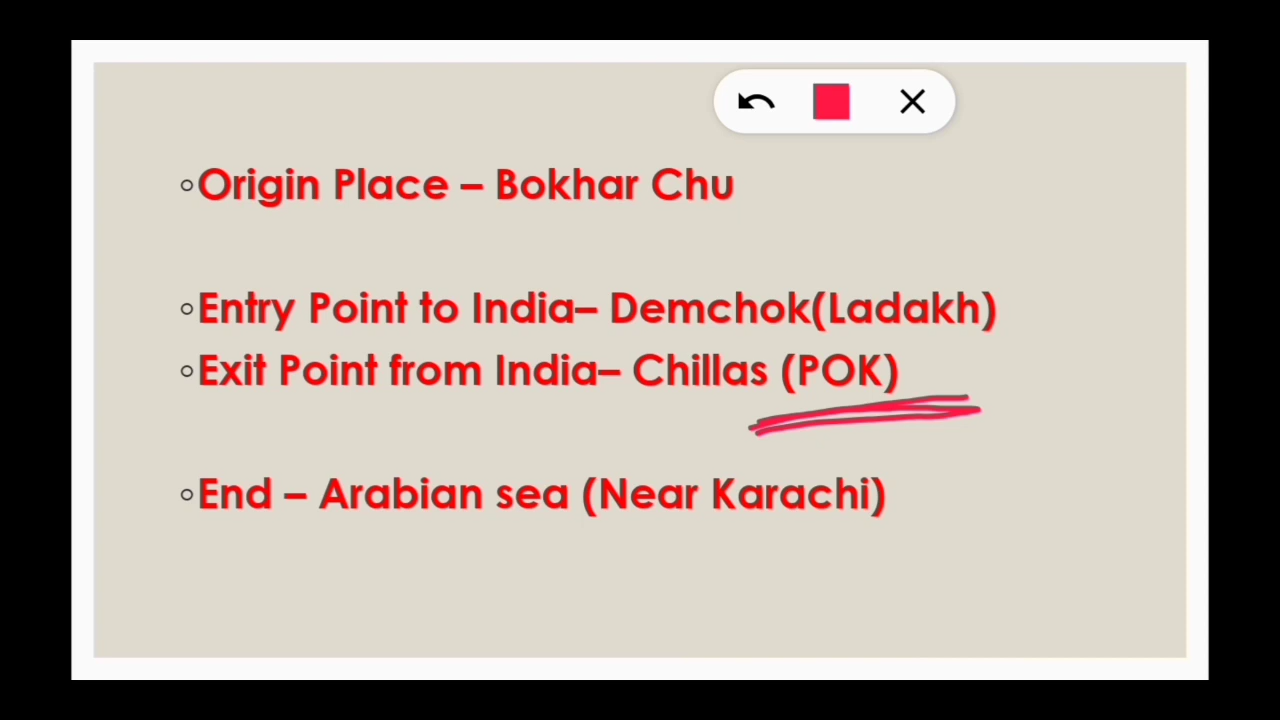 ◦Origin Place – Bokhar Chu
◦Entry Point to India– Demchok(Ladakh)
◦Exit Point from India– Chillas (POK)
◦End – Arabian sea (Near Karachi)